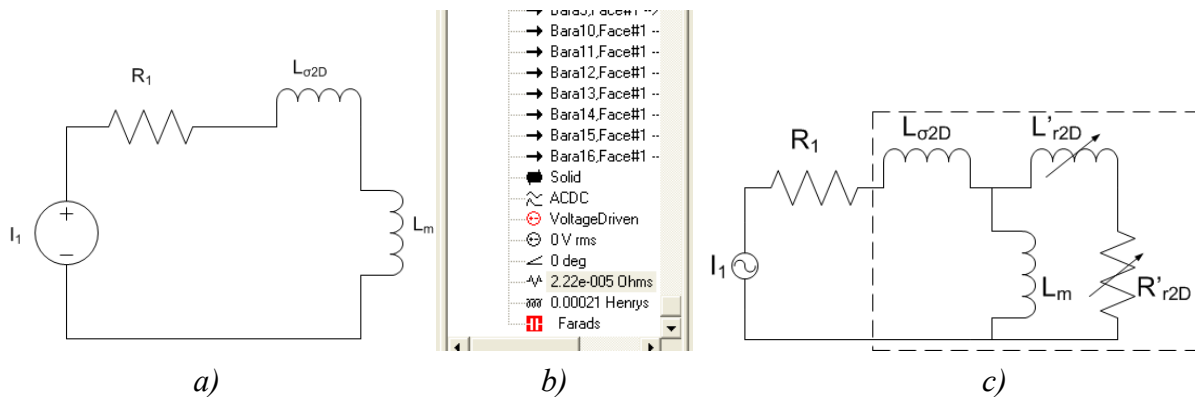 R1
Lσ2D
I1
+
−
Lm
a)
Bara10,Face#1 --
Bara11,Face#1 --
Bara12,Face#1 --
Bara13,Face#1 --
Bara14,Face#1 --
Bara15,Face#1 --
Bara16,Face#1 --
Solid
ACDC
VoltageDriven
0 V rms
0 deg
2.22e-005 Ohms
0.00021 Henrys
Farads
b)
R1
Lσ2D
L'r2D
I1
Lm
R'r2D
c)